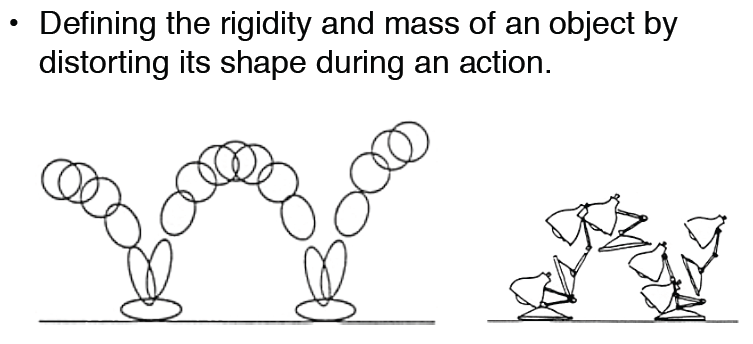 • Defining the rigidity and mass of an object by
distorting its shape during an action.